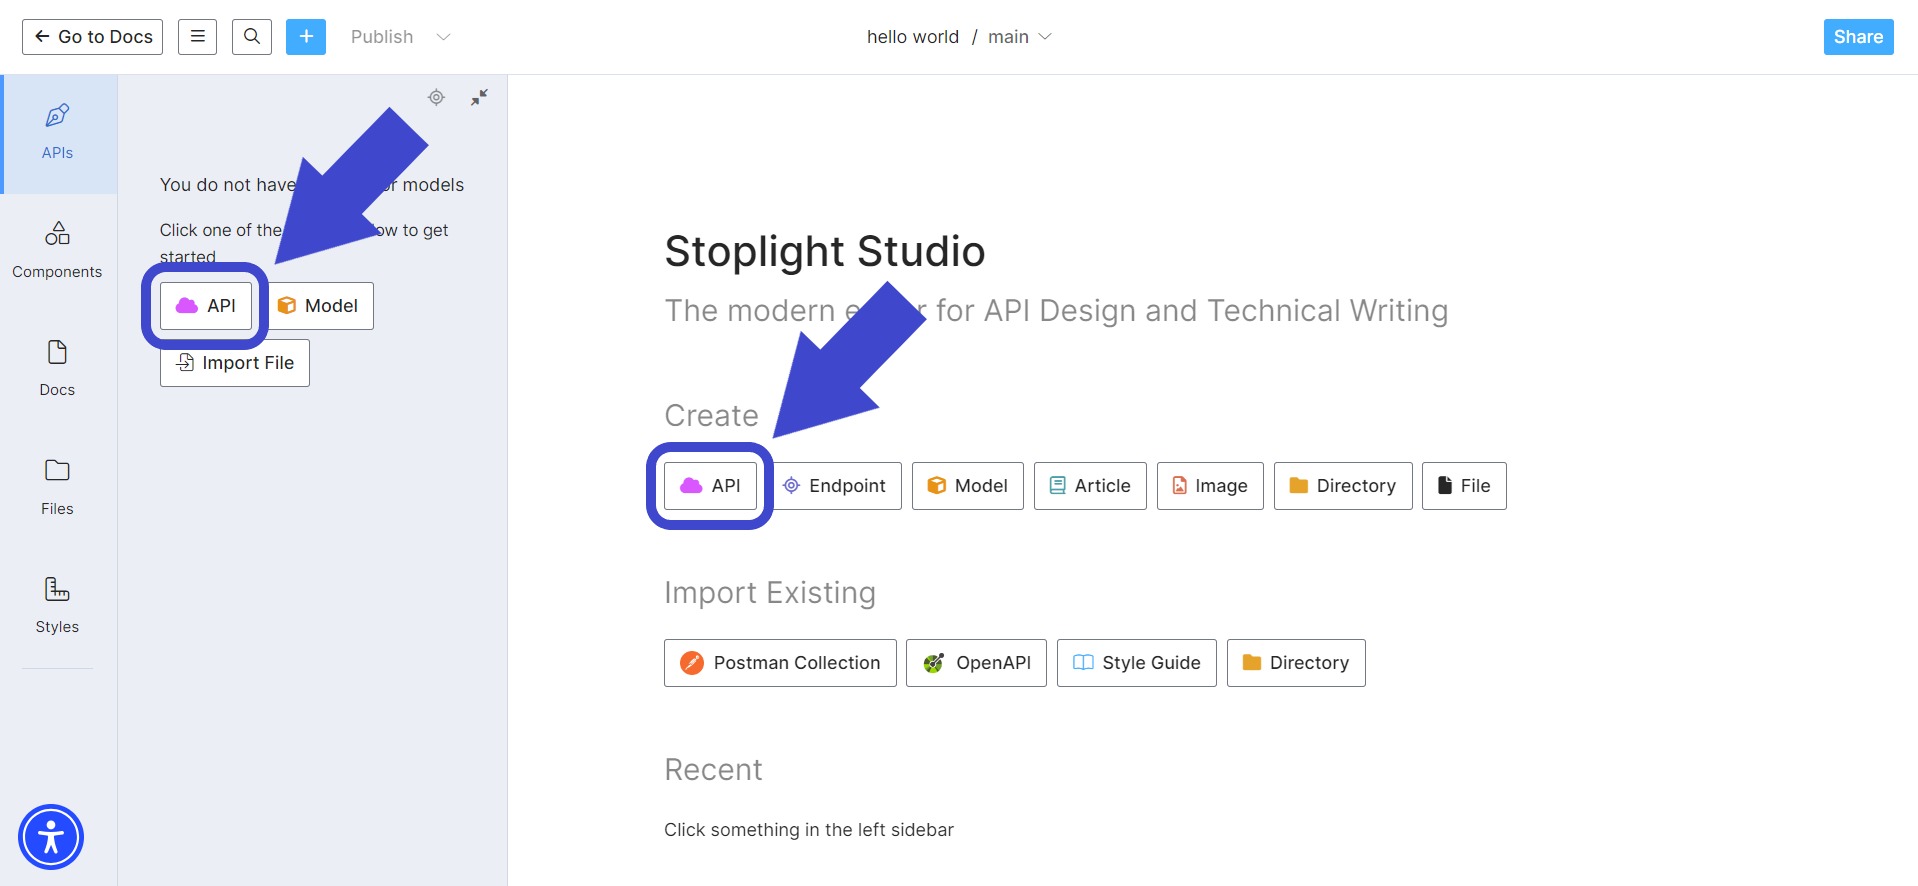 Go to Docs
Publish
hello world / main
Share
APIs
You do not have or models
Click one of the ow to get
started
API
Model
Import File
Components
Docs
Files
Styles
Stoplight Studio
The modern e r for API Design and Technical Writing
Create
API
Endpoint
Model
Article
Image
Directory
File
Import Existing
Postman Collection
OpenAPI
Style Guide
Directory
Recent
Click something in the left sidebar